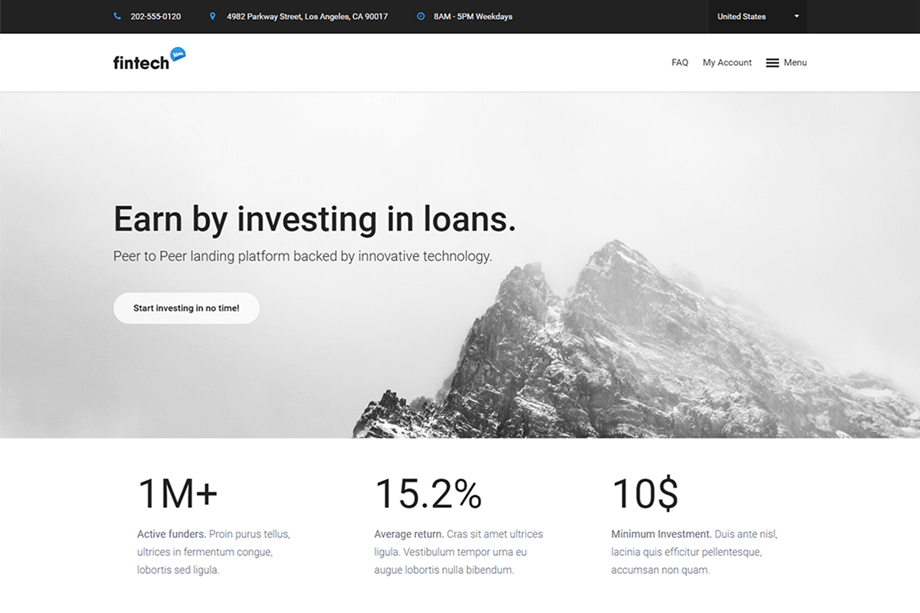 202-555-0120
4982 Parkway Street, Los Angeles, CA 90017
8AM - 5PM Weekdays
United States
fintech
FAQ
My Account
Menu
Earn by investing in loans.
Peer to Peer landing platform backed by innovative technology.
Start investing in no time!
1M+
Active funders. Proin purus tellus,
ultrices in fermentum congue,
lobortis sed ligula.
15.2%
Average return. Cras sit amet ultrices
ligula. Vestibulum tempor urna eu
augue lobortis nulla bibendum.
10$
Minimum Investment. Duis ante nisl,
lacinia quis efficitur pellentesque,
accumsan non quam.